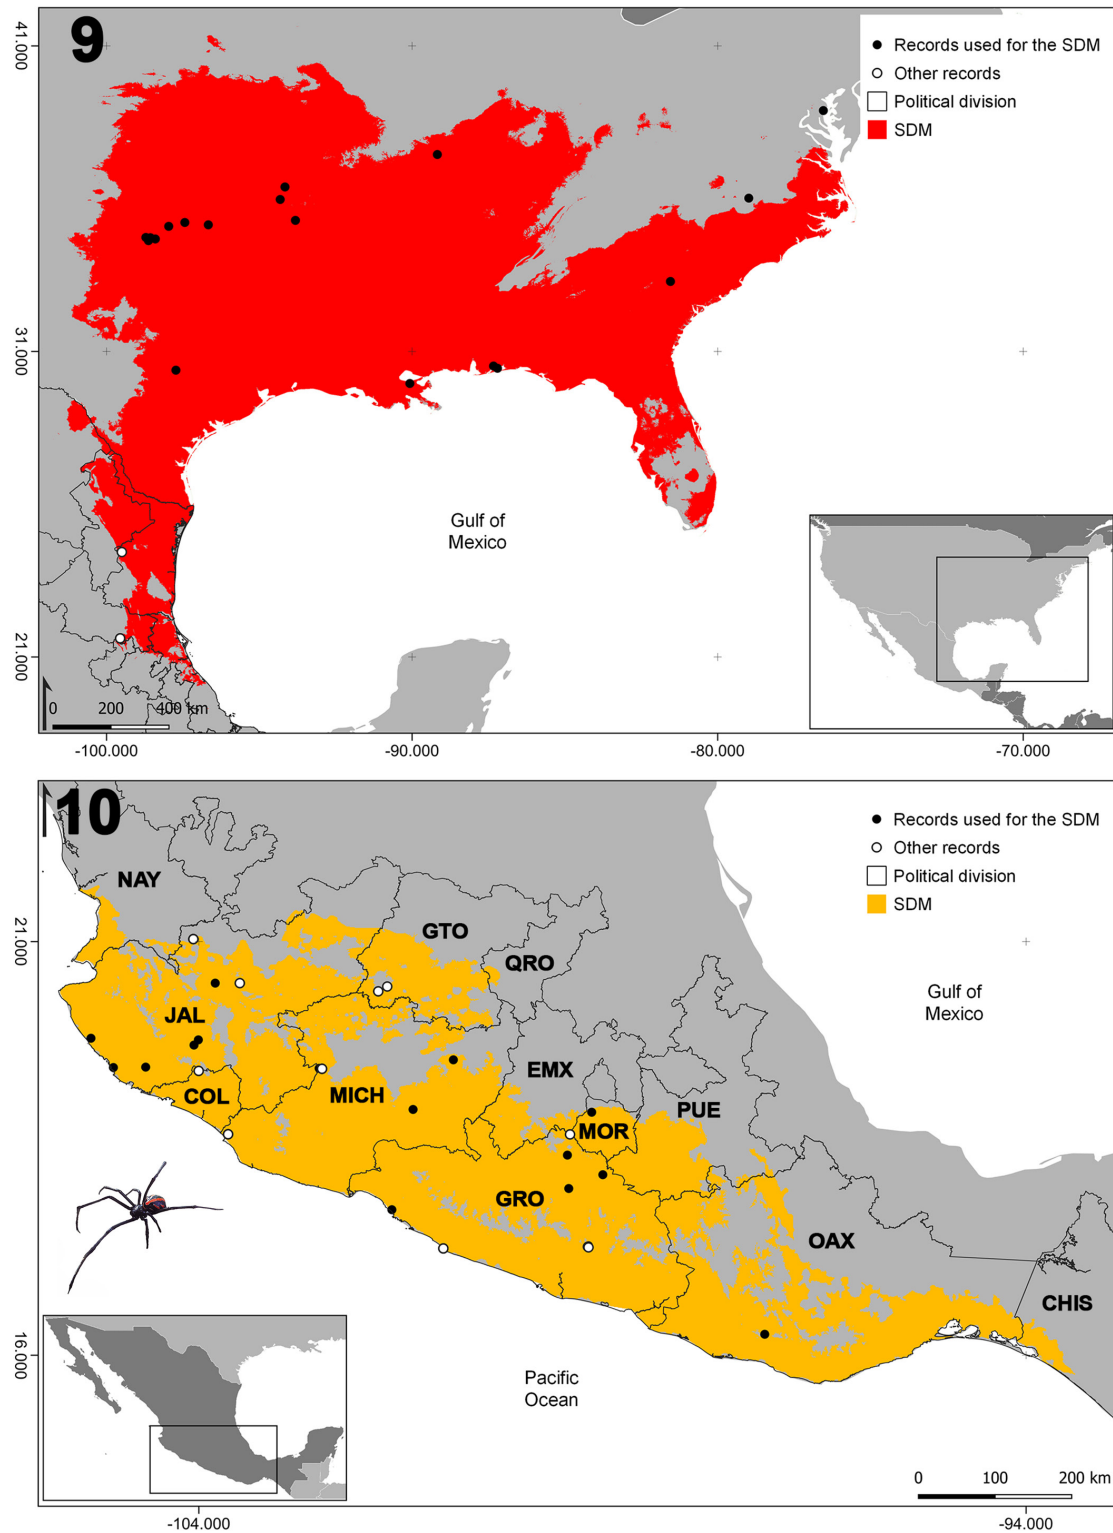 9
Records used for the SDM
Other records
Political division
SDM
41.000
31.000
21.000
Gulf of
Mexico
0 200 400 km
-100.000 -90.000 -80.000 -70.000
10
Records used for the SDM
Other records
Political division
SDM
NAY
GTO
21.000
QRO
Gulf of
Mexico
JAL
EMX
COL
MICH
PUE
MOR
GRO
OAX
CHIS
16.000
Pacific
Ocean
0 100 200 km
-104.000 -94.000